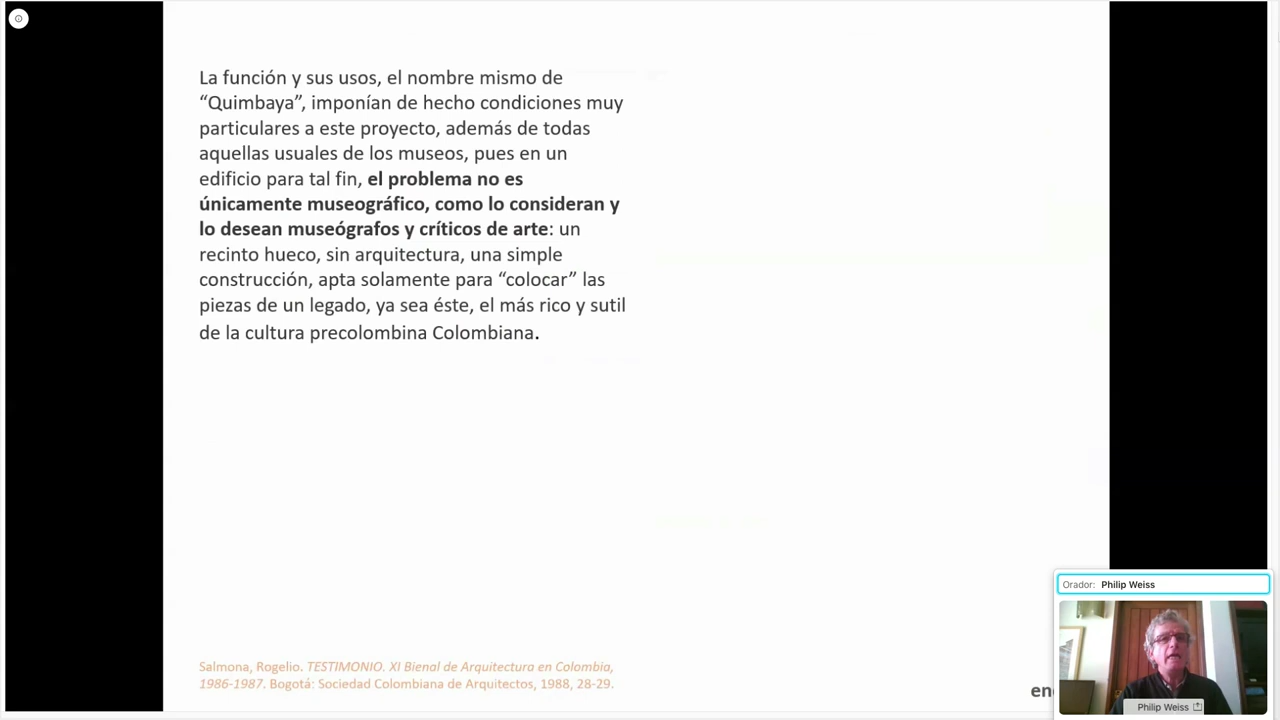 La función y sus usos, el nombre mismo de
“Quimbaya”, imponían de hecho condiciones muy
particulares a este proyecto, además de todas
aquellas usuales de los museos, pues en un
edificio para tal fin, el problema no es
únicamente museográfico, como lo consideran y
lo desean museógrafos y críticos de arte: un
recinto hueco, sin arquitectura, una simple
construcción, apta solamente para “colocar” las
piezas de un legado, ya sea éste, el más rico y sutil
de la cultura precolombina Colombiana.
Salmona, Rogelio. TESTIMONIO. XI Bienal de Arquitectura en Colombia,
1986-1987. Bogotá: Sociedad Colombiana de Arquitectos, 1988, 28-29.
Orador: Philip Weiss
Philip Weiss